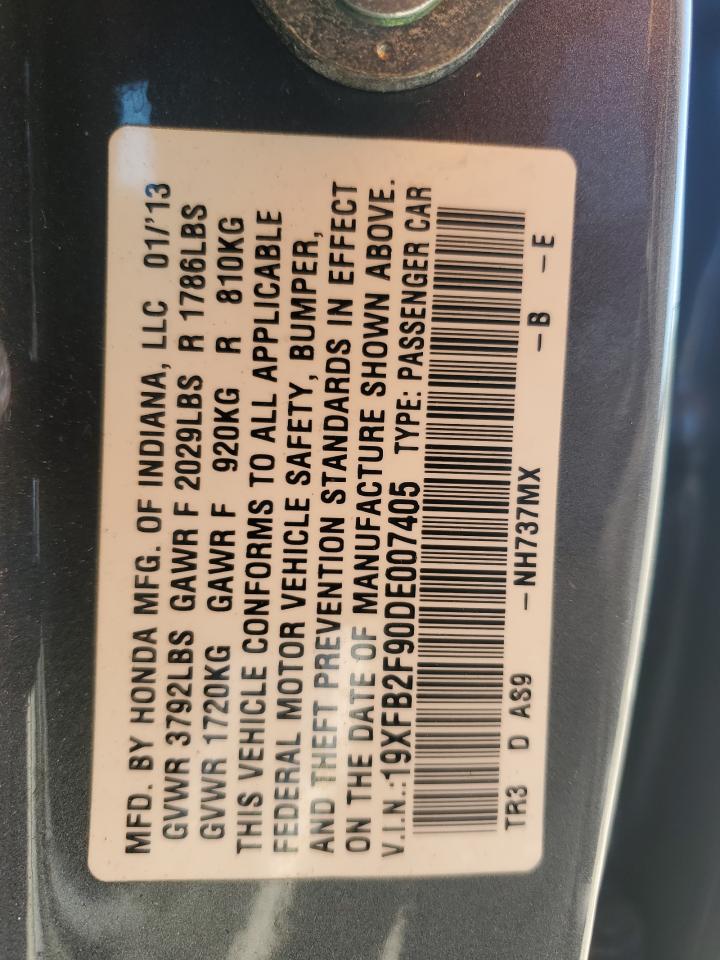 MFD. BY HONDA MFG. OF INDIANA, LLC 01/'13
GVWR 3792LBS GAWR F 2029LBS R 1786LBS
GVWR 1720KG GAWR F 920KG R 810KG
THIS VEHICLE CONFORMS TO ALL APPLICABLE
FEDERAL MOTOR VEHICLE SAFETY, BUMPER,
AND THEFT PREVENTION STANDARDS IN EFFECT
ON THE DATE OF MANUFACTURE SHOWN ABOVE.
V.I.N.:19XFB2F90DE007405 TYPE: PASSENGER CAR
TR3 D AS9 -NH737MX -B -E